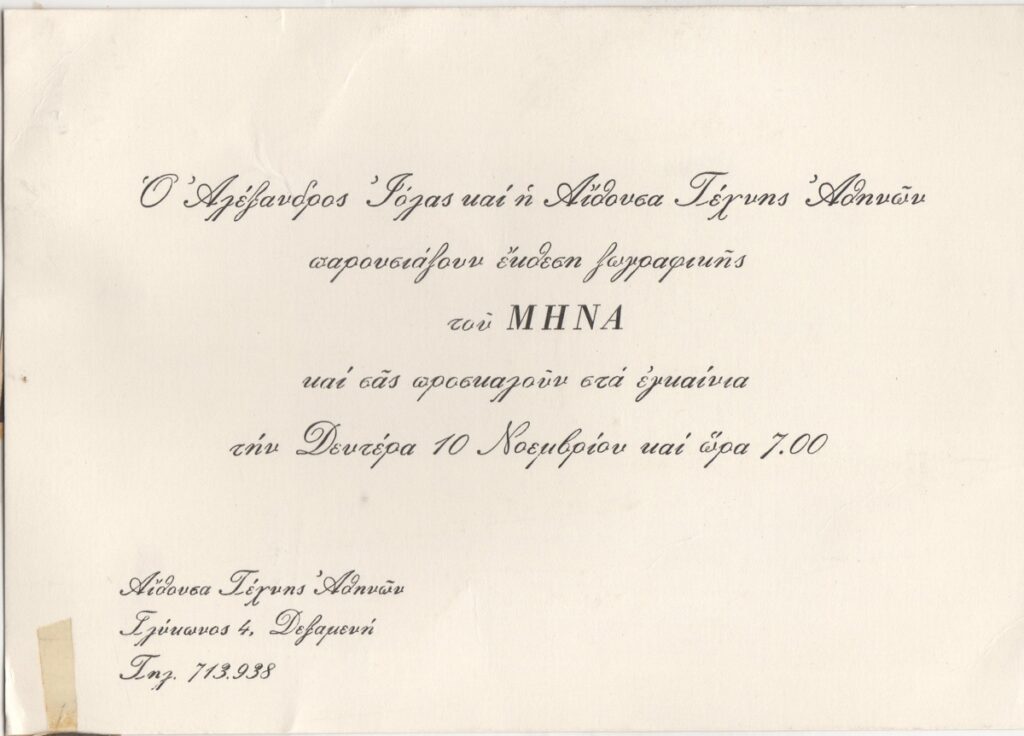 Ὁ Ἀλέξανδρος Ἰόλας καί ἡ Αἴθουσα Τέχνης Ἀθηνῶν
παρουσιάζουν ἔκθεση ζωγραφικῆς
τοῦ ΜΗΝΑ
καί σᾶς προσκαλοῦν στά ἐγκαίνια
τήν Δευτέρα 10 Νοεμβρίου καί ὥρα 7.00
Αἴθουσα Τέχνης Ἀθηνῶν
Γλύκωνος 4, Δεξαμενή
Τηλ. 713.938